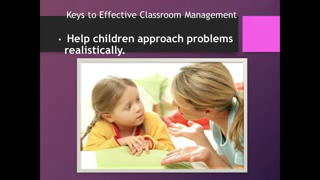 Keys to Effective Classroom Management
• Help children approach problems
realistically.